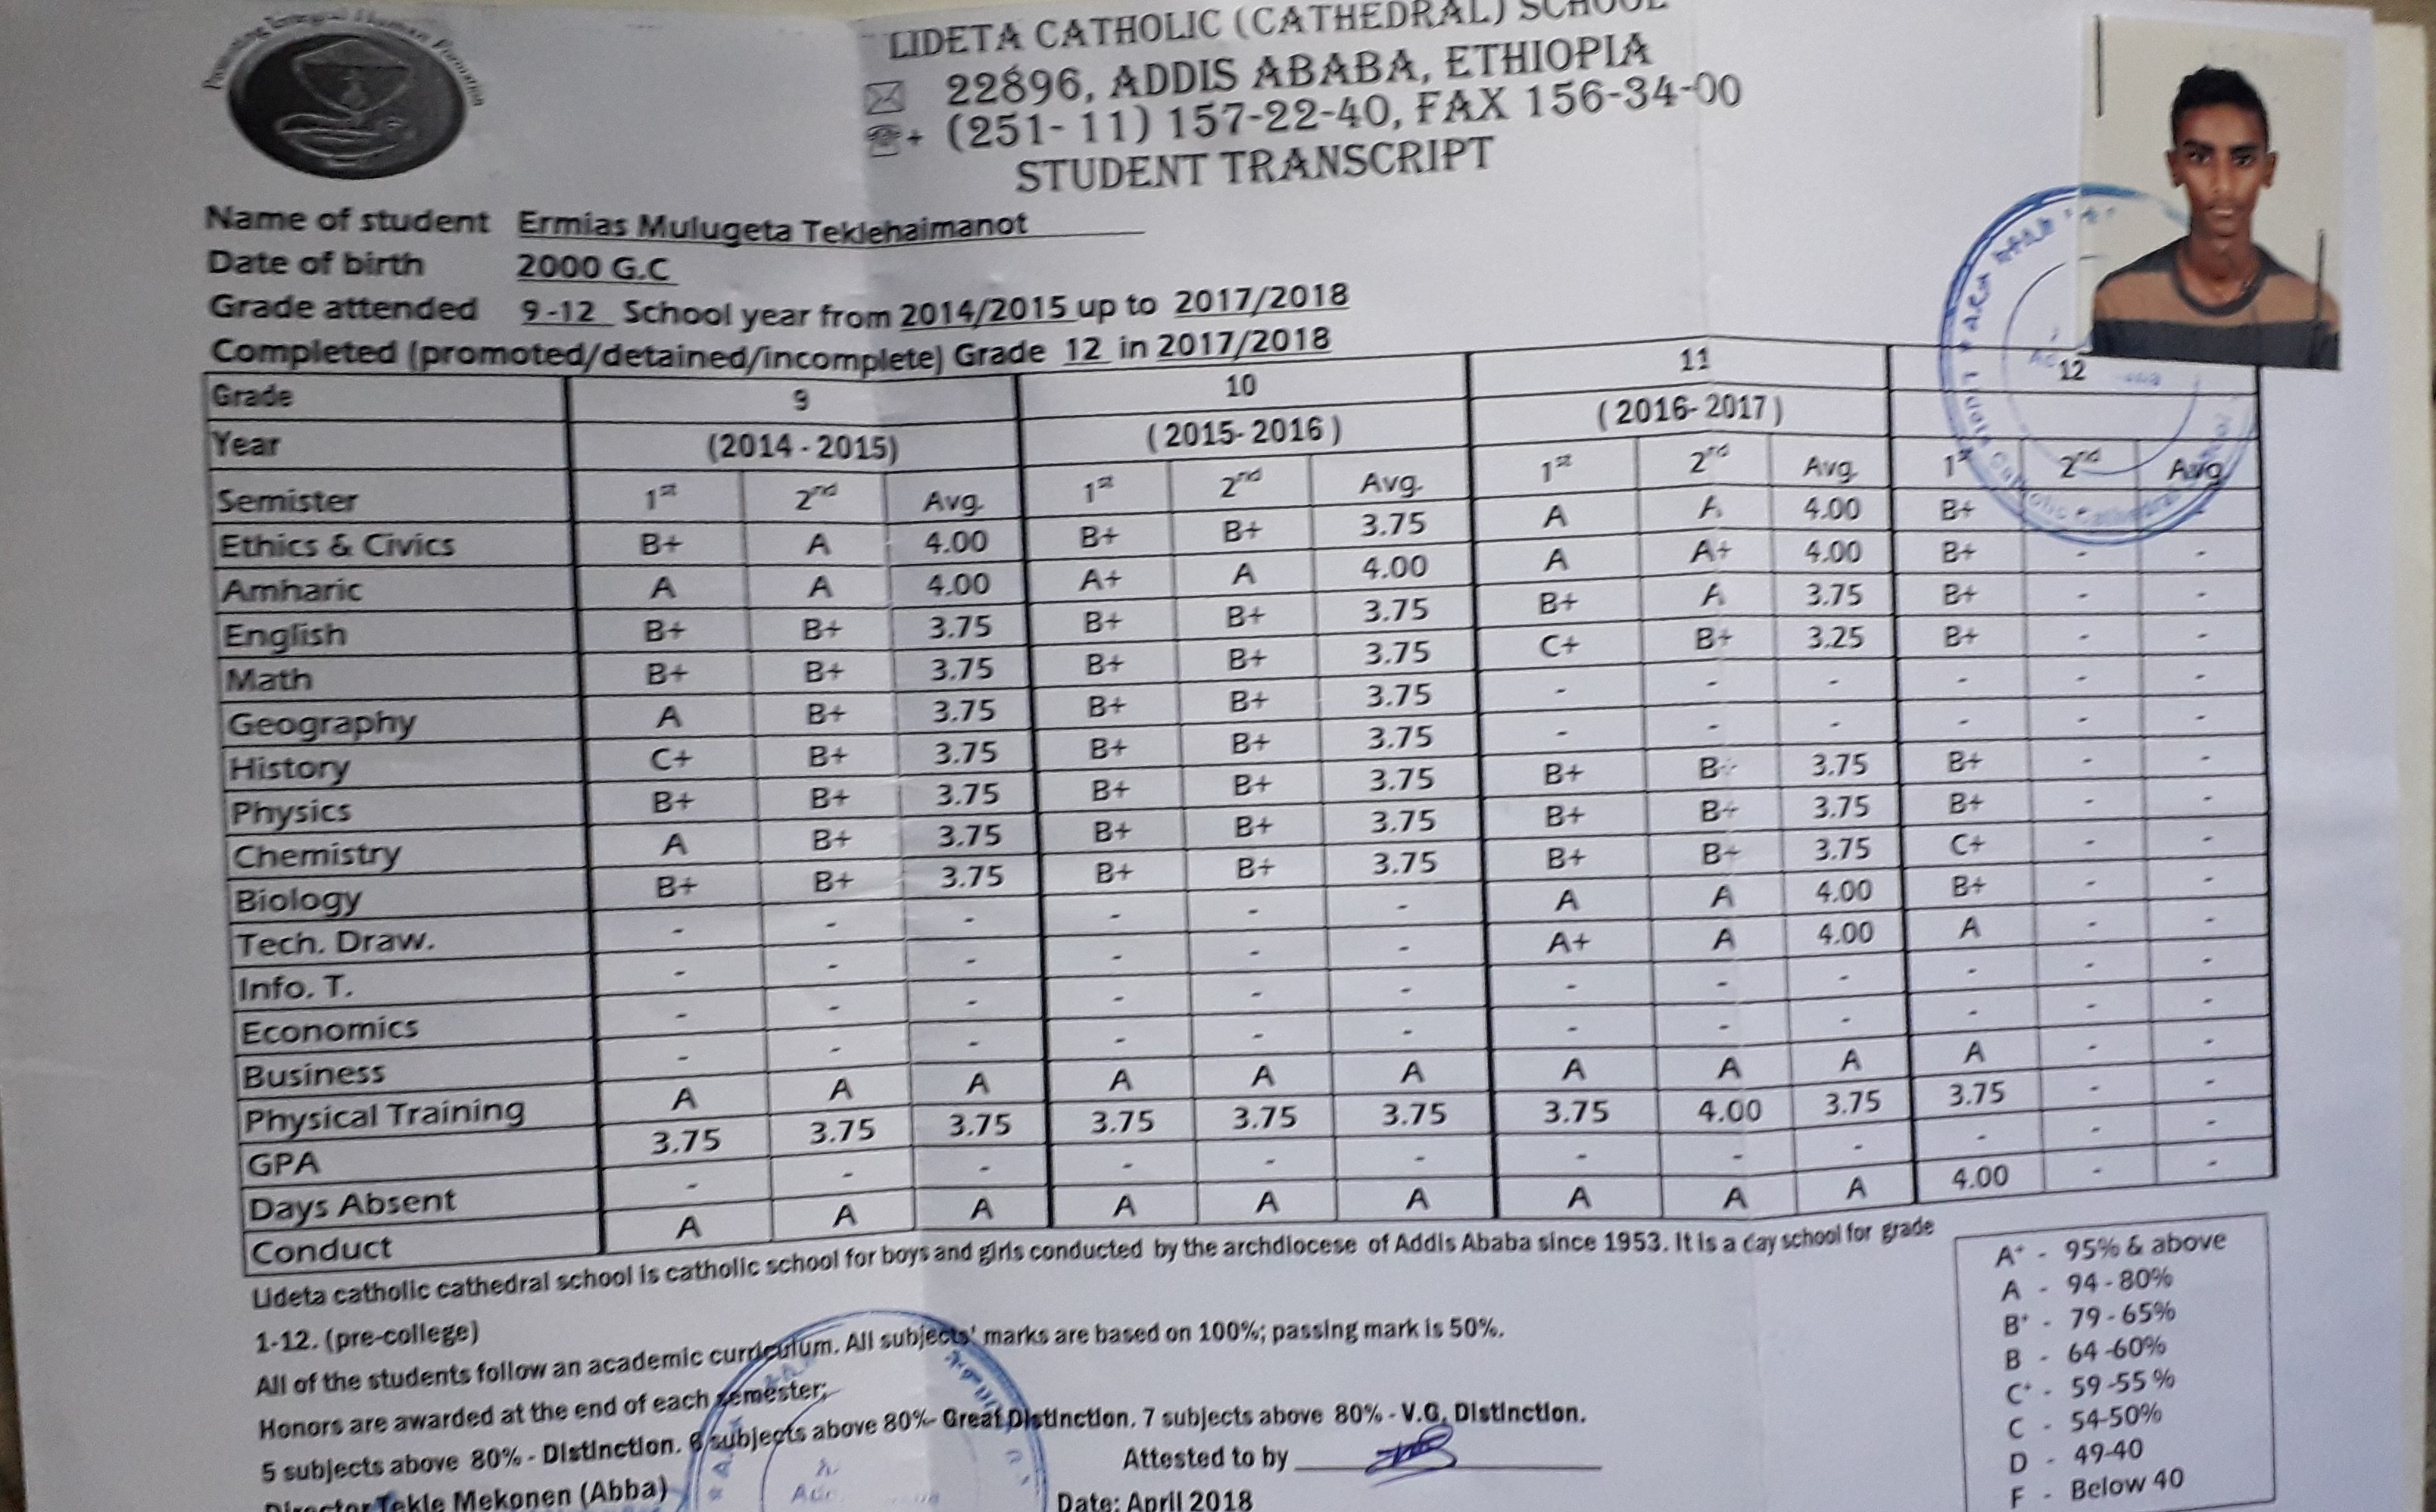 Promoting Integral Human Formation
LIDETA CATHOLIC (CATHEDRAL) SCHOOL
22896, ADDIS ABABA, ETHIOPIA
+ (251- 11) 157-22-40, FAX 156-34-00
STUDENT TRANSCRIPT
Name of student Ermias Mulugeta Teklehaimanot
Date of birth 2000 G.C
Grade attended 9-12 School year from 2014/2015 up to 2017/2018
Completed (promoted/detained/incomplete) Grade 12 in 2017/2018
Grade 9 10 11 12
Year (2014 - 2015) ( 2015- 2016 ) ( 2016- 2017 )
Semister 1st 2nd Avg. 1st 2nd Avg. 1st 2nd Avg. 1st 2nd Avg.
Ethics & Civics B+ A 4.00 B+ B+ 3.75 A A 4.00 B+
Amharic A A 4.00 A+ A 4.00 A A+ 4.00 B+ - -
English B+ B+ 3.75 B+ B+ 3.75 B+ A 3.75 B+ - -
Math B+ B+ 3.75 B+ B+ 3.75 C+ B+ 3.25 B+ - -
Geography A B+ 3.75 B+ B+ 3.75 - - - - - -
History C+ B+ 3.75 B+ B+ 3.75 - - - - - -
Physics B+ B+ 3.75 B+ B+ 3.75 B+ B+ 3.75 B+ - -
Chemistry A B+ 3.75 B+ B+ 3.75 B+ B+ 3.75 B+ - -
Biology B+ B+ 3.75 B+ B+ 3.75 B+ B+ 3.75 C+ - -
Tech. Draw. - - - - - - A A 4.00 B+ - -
Info. T. - - - - - - A+ A 4.00 A - -
Economics - - - - - - - - - - - -
Business - - - - - - - - - - - -
Physical Training A A A A A A A A A A - -
GPA 3.75 3.75 3.75 3.75 3.75 3.75 3.75 4.00 3.75 3.75 - -
Days Absent - - - - - - - - - - - -
Conduct A A A A A A A A A 4.00 - -
Lideta catholic cathedral school is catholic school for boys and girls conducted by the archdiocese of Addis Ababa since 1953. It is a day school for grade
1-12. (pre-college)
All of the students follow an academic curriculum. All subjects' marks are based on 100%; passing mark is 50%.
Honors are awarded at the end of each semester;
5 subjects above 80% - Distinction. 6 subjects above 80%- Great Distinction. 7 subjects above 80% - V.G. Distinction.
Attested to by
Director Tekle Mekonen (Abba)
Date: April 2018
A+ - 95% & above
A - 94 - 80%
B+ - 79 - 65%
B - 64 -60%
C+ - 59 -55 %
C - 54-50%
D - 49-40
F - Below 40